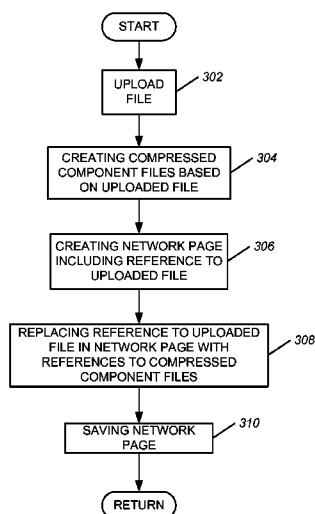 START
UPLOAD
FILE
302
CREATING COMPRESSED
COMPONENT FILES BASED
ON UPLOADED FILE
304
CREATING NETWORK PAGE
INCLUDING REFERENCE TO
UPLOADED FILE
306
REPLACING REFERENCE TO UPLOADED
FILE IN NETWORK PAGE WITH
REFERENCES TO COMPRESSED
COMPONENT FILES
308
SAVING NETWORK
PAGE
310
RETURN